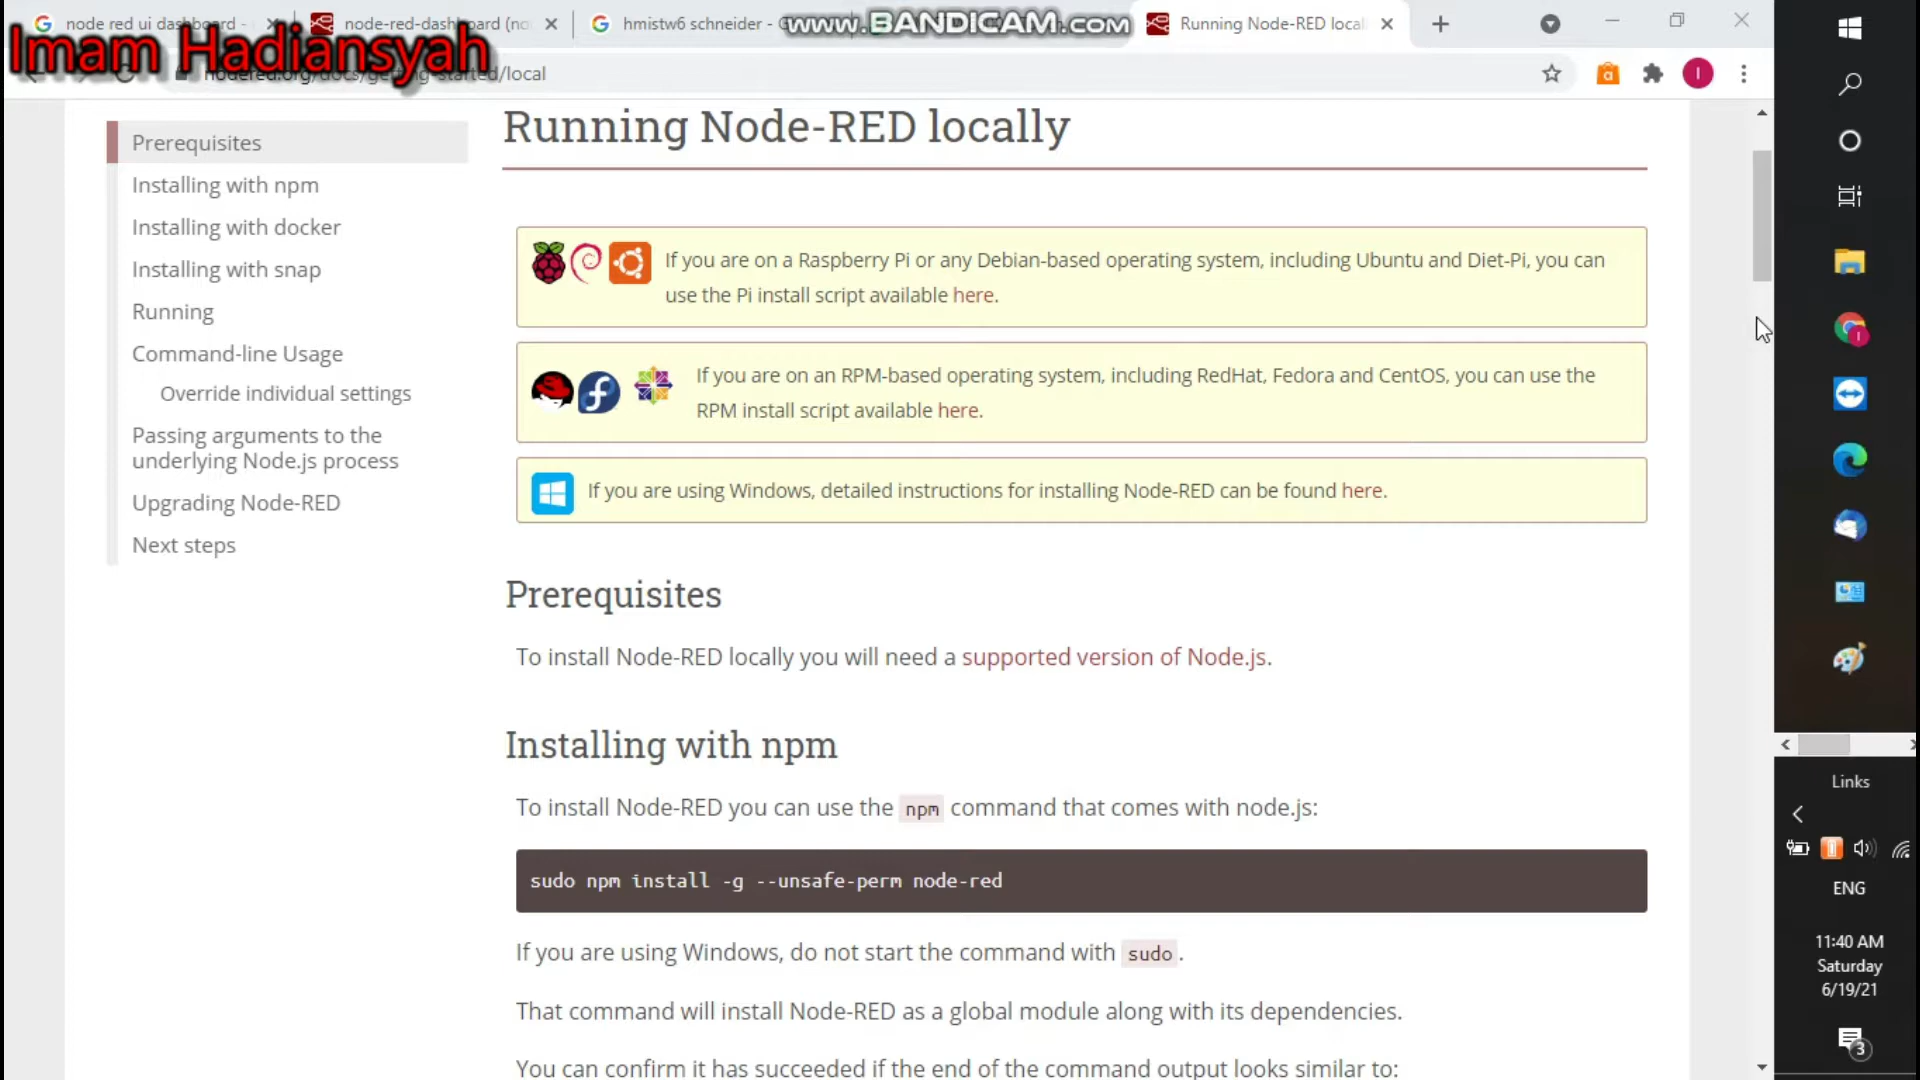 node red ui dashboard -
node-red-dashboard (no
hmistw6 schneider - G
www.BANDICAM.com
Running Node-RED local
Imam Hadiansyah
nodered.org/docs/getting-started/local
Prerequisites
Installing with npm
Installing with docker
Installing with snap
Running
Command-line Usage
Override individual settings
Passing arguments to the
underlying Node.js process
Upgrading Node-RED
Next steps
Running Node-RED locally
If you are on a Raspberry Pi or any Debian-based operating system, including Ubuntu and Diet-Pi, you can
use the Pi install script available here.
If you are on an RPM-based operating system, including RedHat, Fedora and CentOS, you can use the
RPM install script available here.
If you are using Windows, detailed instructions for installing Node-RED can be found here.
Prerequisites
To install Node-RED locally you will need a supported version of Node.js.
Installing with npm
To install Node-RED you can use the npm command that comes with node.js:
sudo npm install -g --unsafe-perm node-red
If you are using Windows, do not start the command with sudo.
That command will install Node-RED as a global module along with its dependencies.
You can confirm it has succeeded if the end of the command output looks similar to:
Links
ENG
11:40 AM
Saturday
6/19/21
3